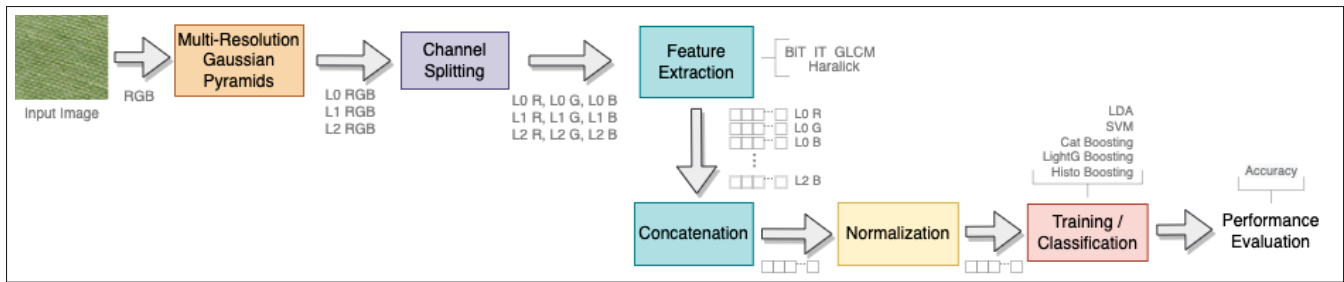 Input Image
RGB
Multi-Resolution
Gaussian
Pyramids
L0 RGB
L1 RGB
L2 RGB
Channel
Splitting
L0 R, L0 G, L0 B
L1 R, L1 G, L1 B
L2 R, L2 G, L2 B
Feature
Extraction
BiT IT GLCM
Haralick
L0 R
L0 G
L0 B
L2 B
Concatenation
Normalization
LDA
SVM
Cat Boosting
LightG Boosting
Histo Boosting
Training /
Classification
Accuracy
Performance
Evaluation